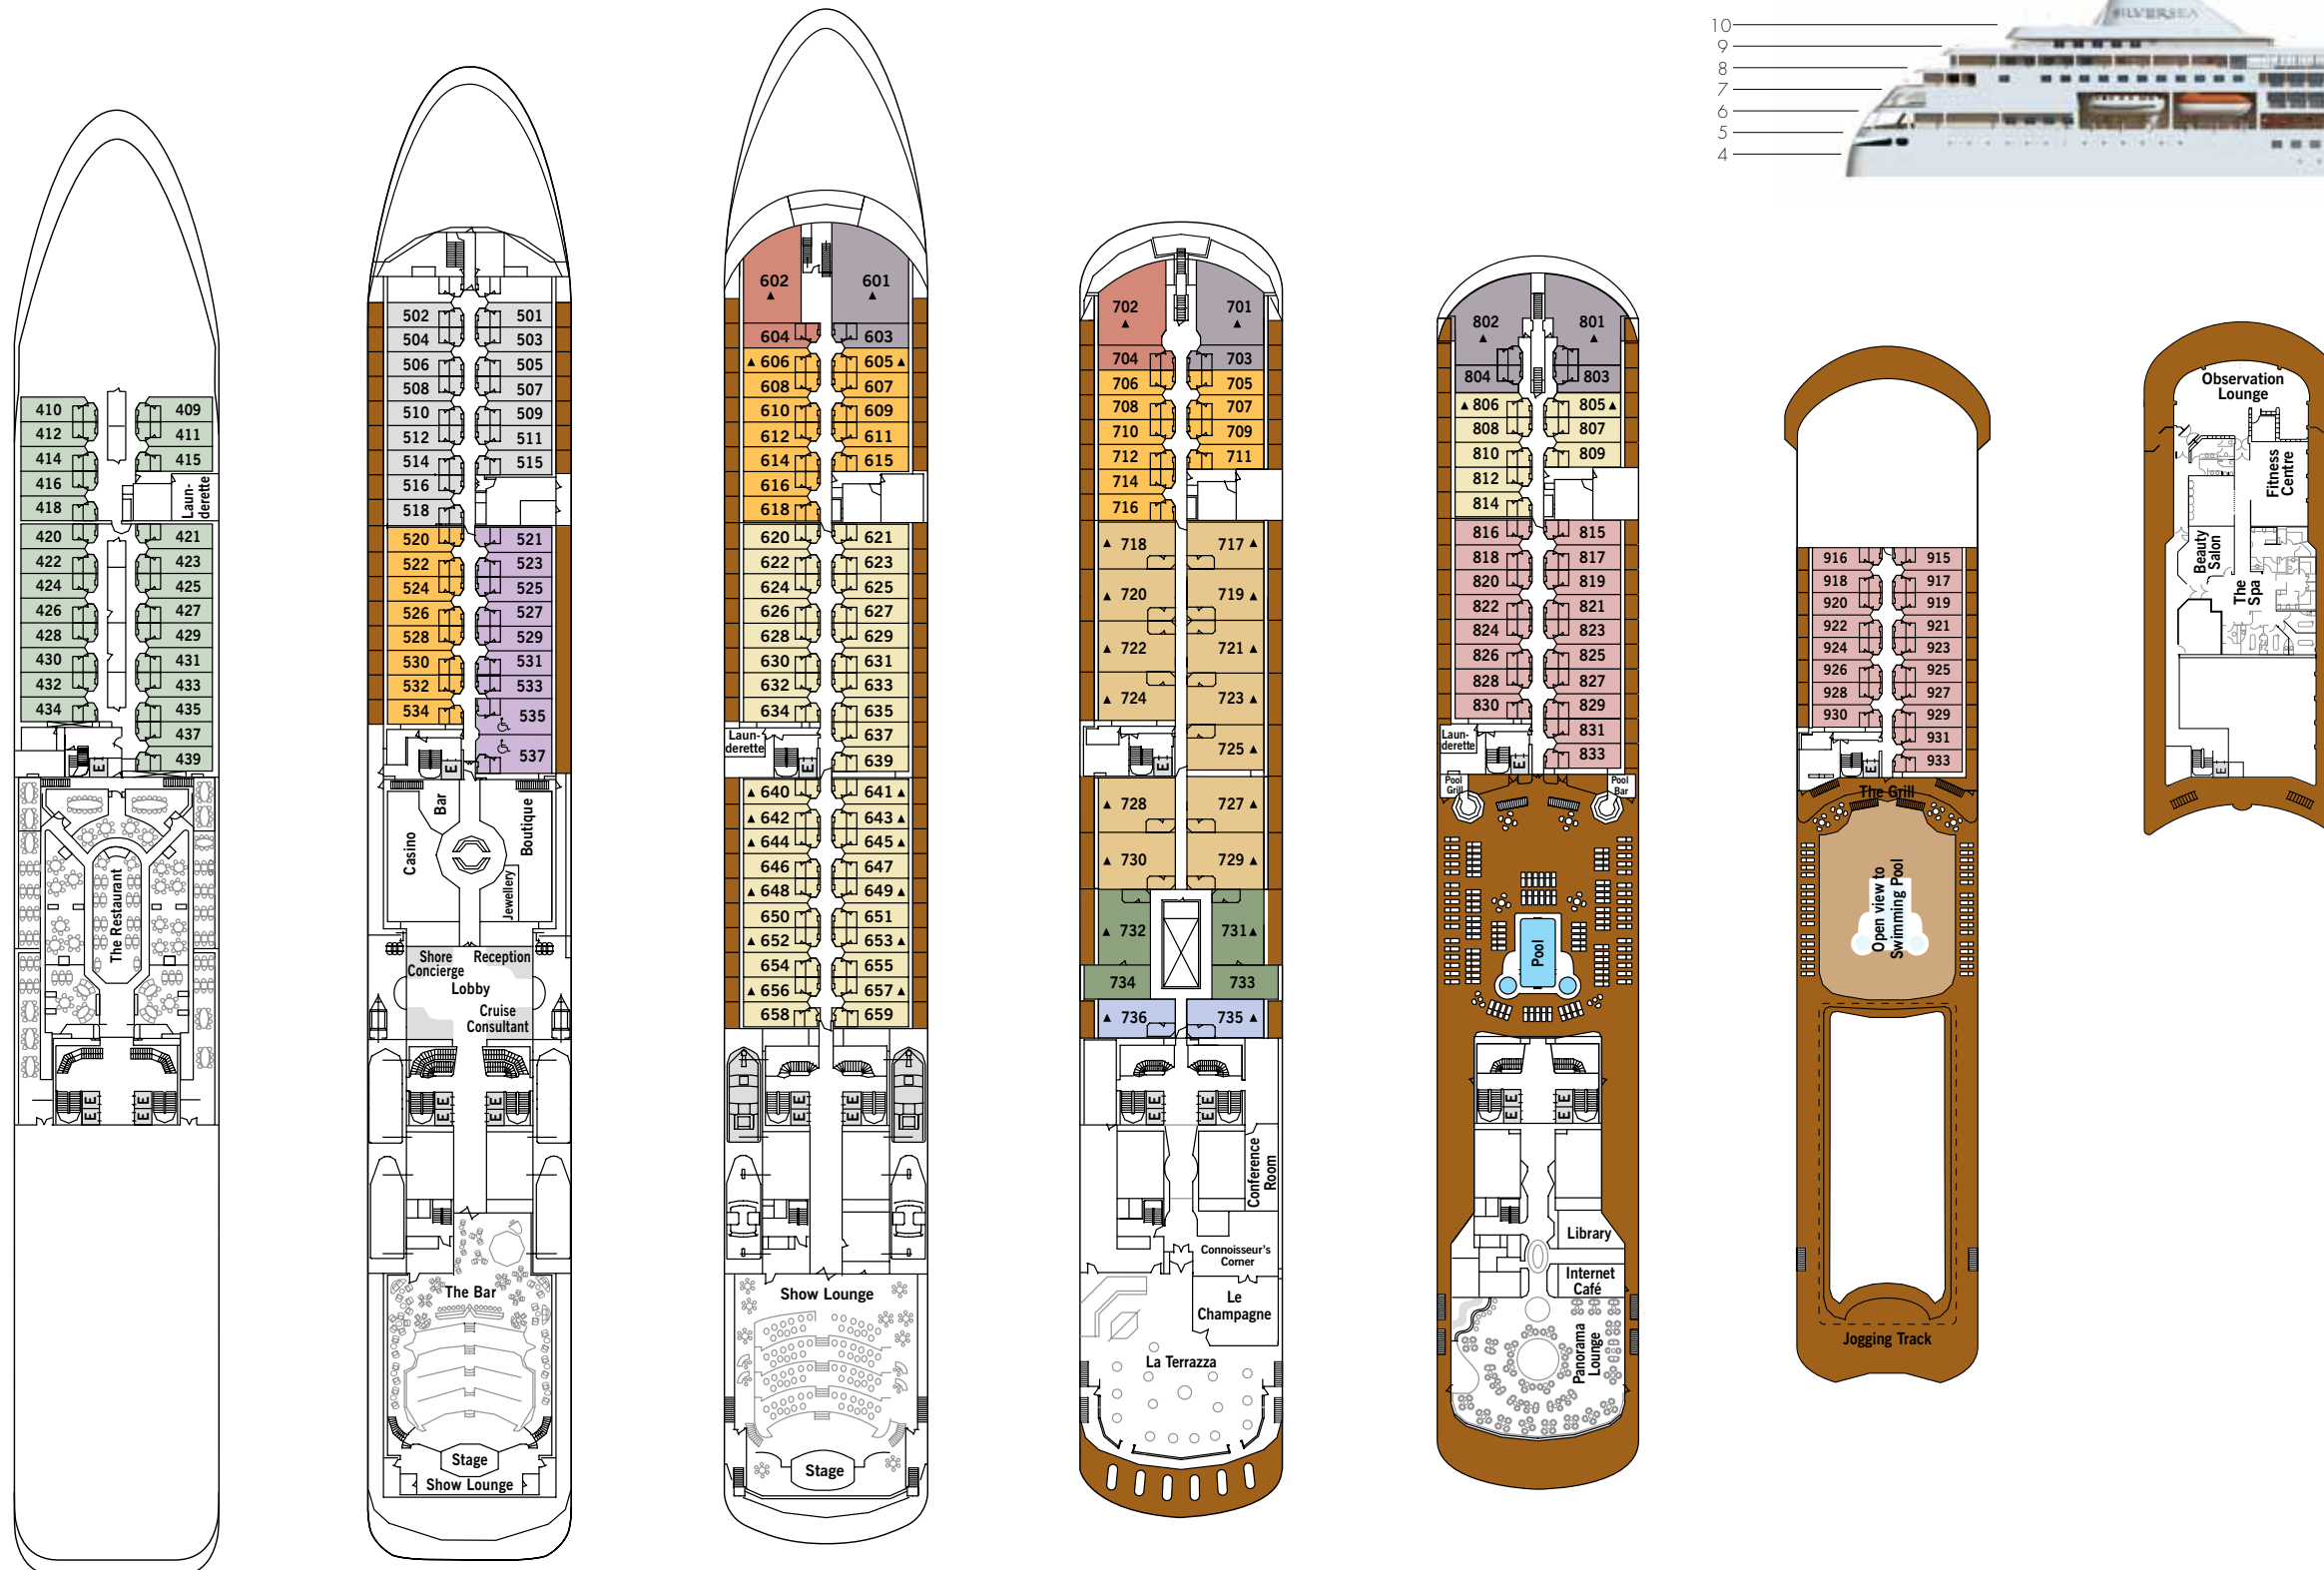 SILVERSEA
10
9
8
7
6
5
4
410 409
412 411
414 415
416
418
Laun-
derette
420 421
422 423
424 425
426 427
428 429
430 431
432 433
434 435
437
439
E
The Restaurant
E E
E E
502 501
504 503
506 505
508 507
510 509
512 511
514 515
516
518
520 521
522 523
524 525
526 527
528 529
530 531
532 533
534 535
537
E
Bar
Casino
Boutique
Jewellery
Shore
Concierge
Reception
Lobby
Cruise
Consultant
E E
E E
The Bar
Stage
Show Lounge
602 ▲ 601 ▲
604 603
▲ 606 605 ▲
608 607
610 609
612 611
614 615
616
618
620 621
622 623
624 625
626 627
628 629
630 631
632 633
634 635
637
639
Laun-
derette
E
▲ 640 641 ▲
▲ 642 643 ▲
▲ 644 645 ▲
646 647
▲ 648 649 ▲
650 651
▲ 652 653 ▲
654 655
▲ 656 657 ▲
658 659
E E
E E
Show Lounge
Stage
702 ▲ 701 ▲
704 703
706 705
708 707
710 709
712 711
714
716
▲ 718 717 ▲
▲ 720 719 ▲
▲ 722 721 ▲
▲ 724 723 ▲
725 ▲
E
▲ 728 727 ▲
▲ 730 729 ▲
▲ 732 731 ▲
734 733
▲ 736 735 ▲
E E
E E
Conference
Room
Connoisseur's
Corner
Le
Champagne
La Terrazza
802 ▲ 801 ▲
804 803
▲ 806 805 ▲
808 807
810 809
812
814
816 815
818 817
820 819
822 821
824 823
826 825
828 827
830 829
831
833
Laun-
derette
E
Pool
Grill
Pool
Bar
Pool
E E
E E
Library
Internet
Café
Panorama
Lounge
916 915
918 917
920 919
922 921
924 923
926 925
928 927
930 929
931
933
E
The Grill
Open view to
Swimming Pool
Jogging Track
Observation
Lounge
Fitness
Centre
Beauty
Salon
The
Spa
E